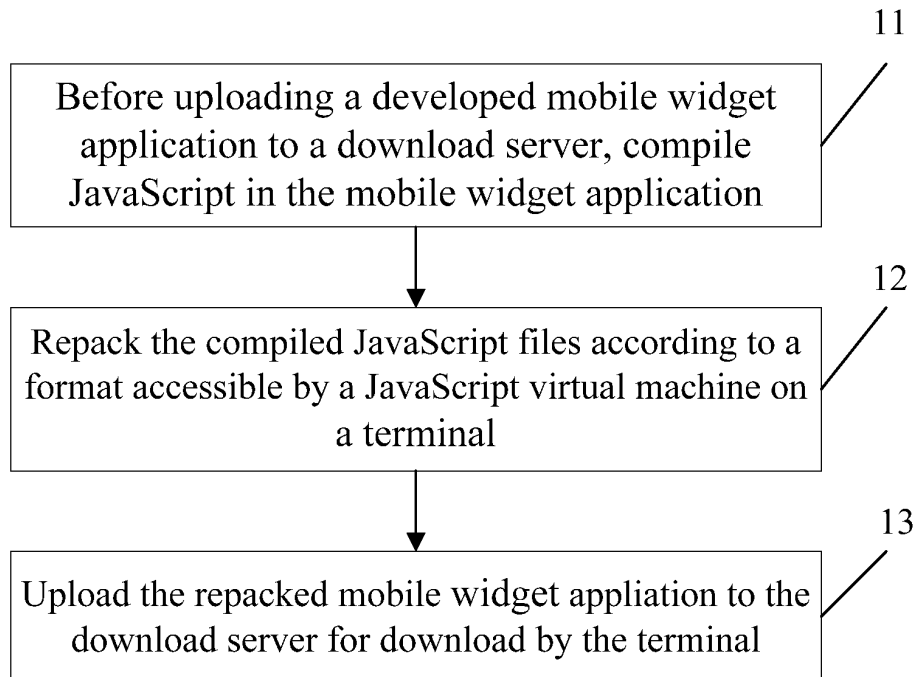 11
Before uploading a developed mobile widget
application to a download server, compile
JavaScript in the mobile widget application
12
Repack the compiled JavaScript files according to a
format accessible by a JavaScript virtual machine on
a terminal
13
Upload the repacked mobile widget appliation to the
download server for download by the terminal